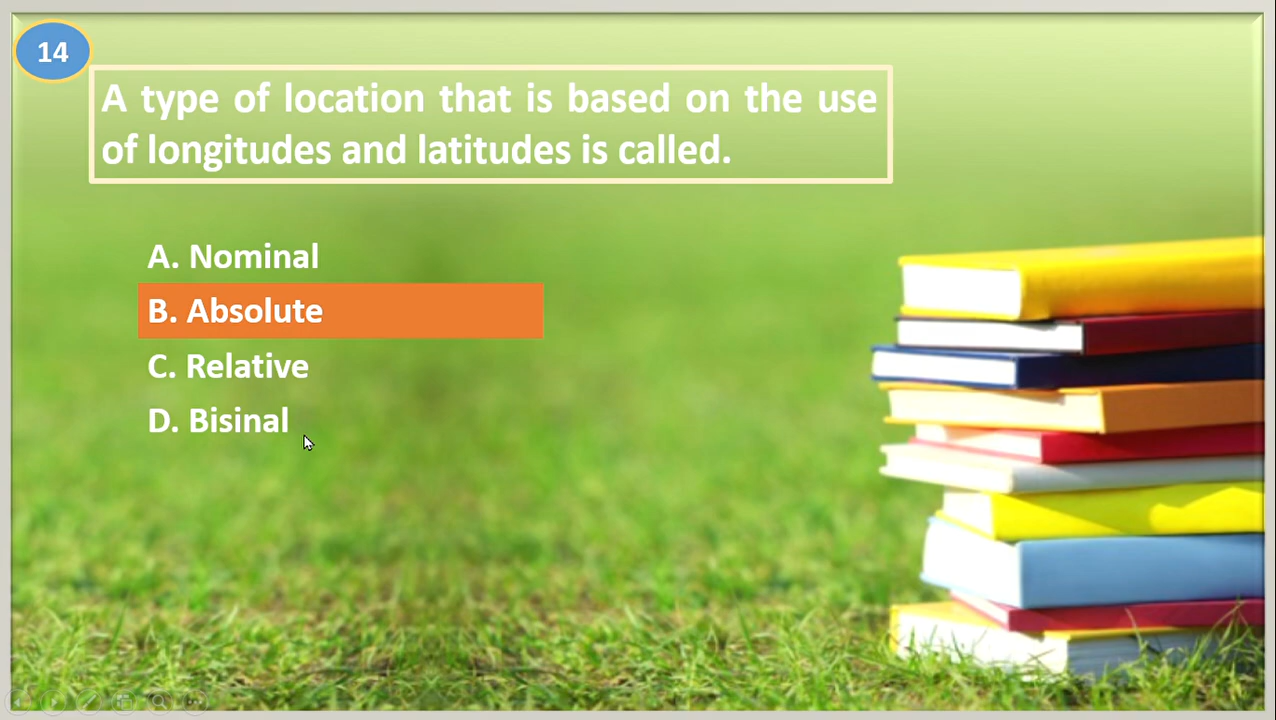 14
A type of location that is based on the use
of longitudes and latitudes is called.
A. Nominal
B. Absolute
C. Relative
D. Bisinal